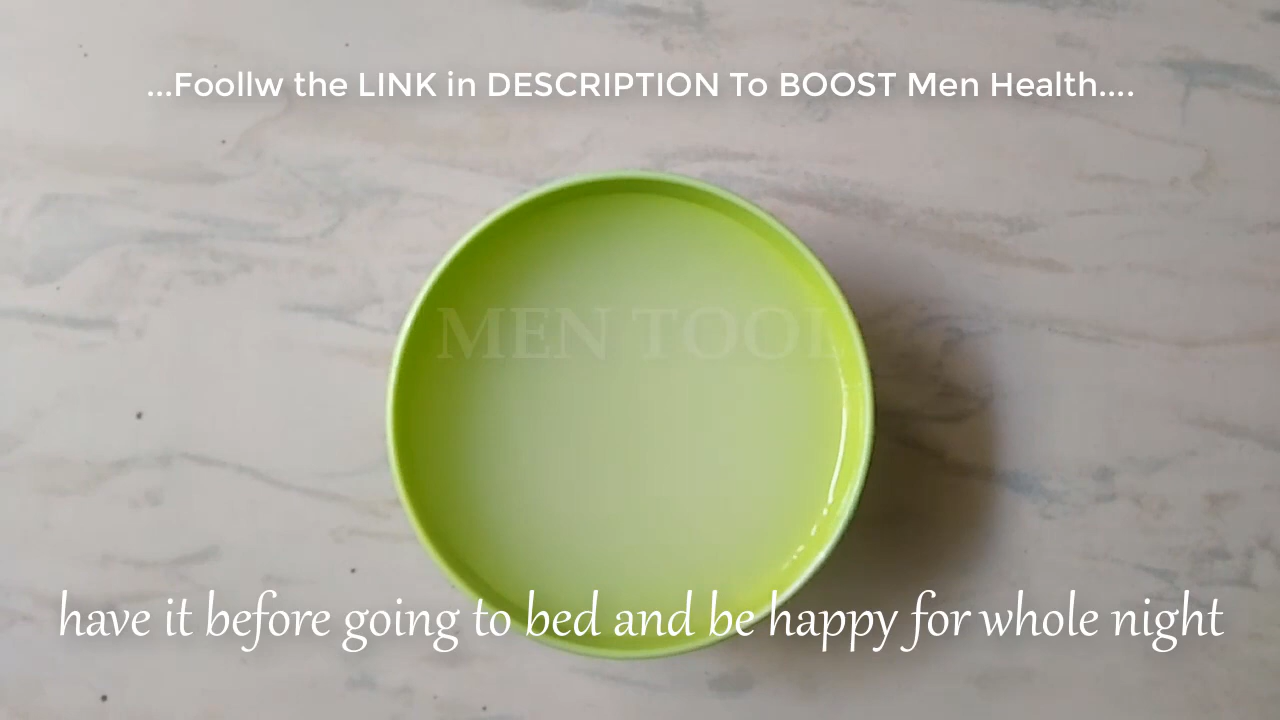 ...Foollw the LINK in DESCRIPTION To BOOST Men Health....
MEN TOOL
have it before going to bed and be happy for whole night